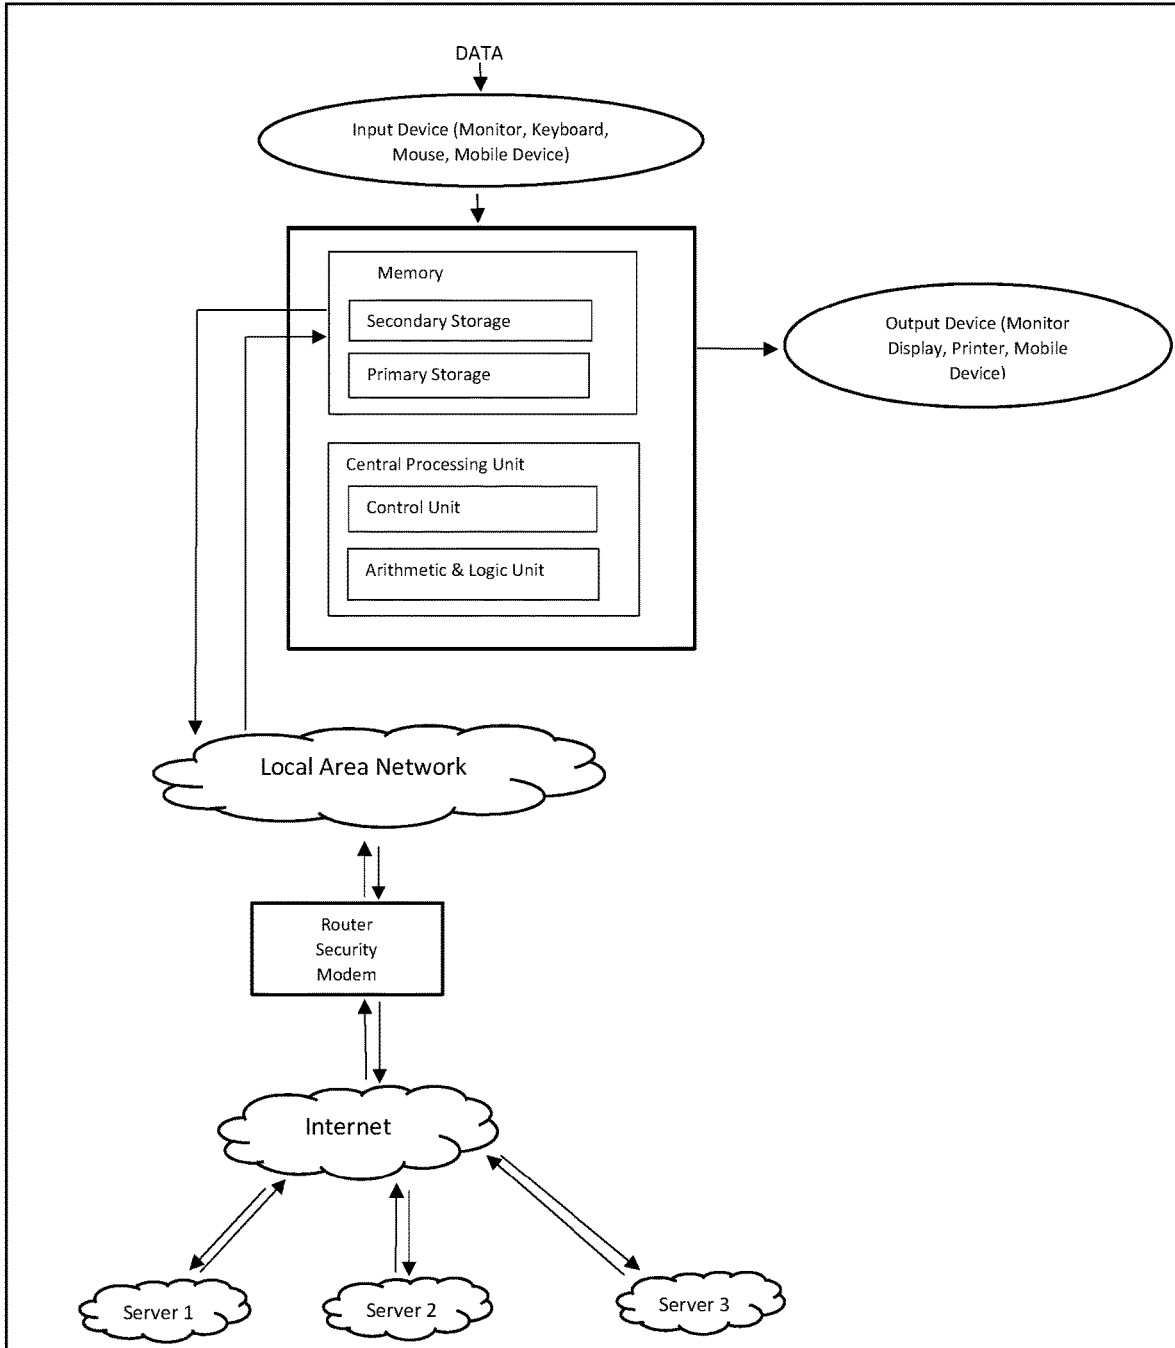 DATA
Input Device (Monitor, Keyboard,
Mouse, Mobile Device)
Memory
Secondary Storage
Primary Storage
Output Device (Monitor
Display, Printer, Mobile
Device)
Central Processing Unit
Control Unit
Arithmetic & Logic Unit
Local Area Network
Router
Security
Modem
Internet
Server 1
Server 2
Server 3